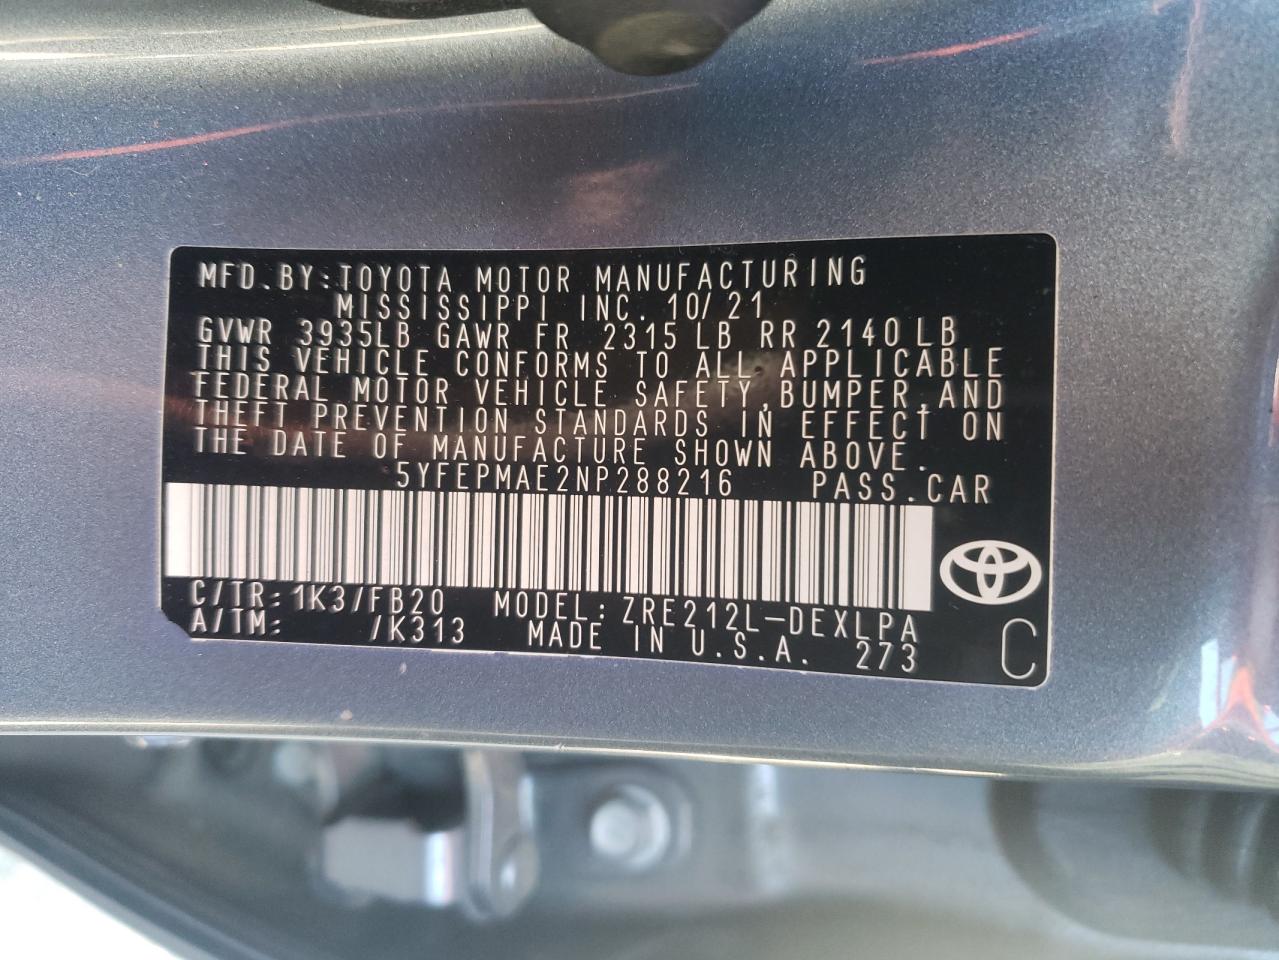 MFD.BY:TOYOTA MOTOR MANUFACTURING
MISSISSIPPI INC. 10/21
GVWR 3935LB GAWR FR 2315 LB RR 2140 LB
THIS VEHICLE CONFORMS TO ALL APPLICABLE
FEDERAL MOTOR VEHICLE SAFETY,BUMPER,AND
THEFT PREVENTION STANDARDS IN EFFECT ON
THE DATE OF MANUFACTURE SHOWN ABOVE.
5YFEPMAE2NP288216 PASS.CAR
C/TR: 1K3/FB20 MODEL: ZRE212L-DEXLPA
A/TM: /K313 MADE IN U.S.A. 273 C